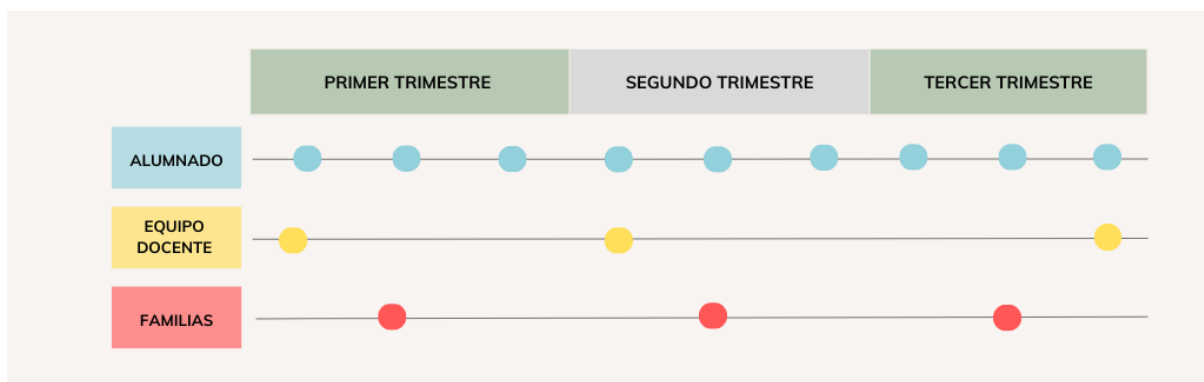 PRIMER TRIMESTRE
SEGUNDO TRIMESTRE
TERCER TRIMESTRE
ALUMNADO
EQUIPO
DOCENTE
FAMILIAS